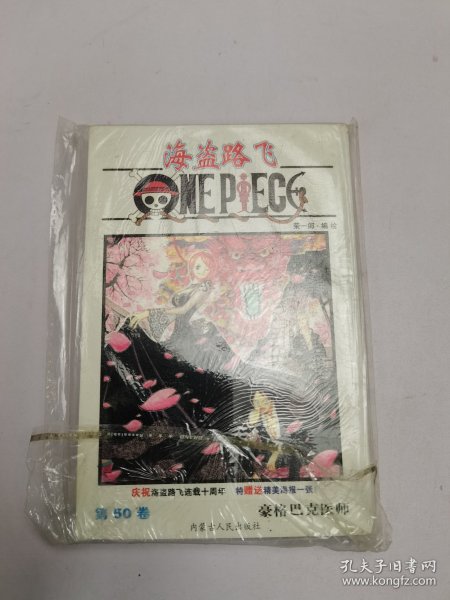 海盗路飞
ONE PIECE
荣一郎·编绘
庆祝海盗路飞连载十周年 特赠送精美海报一张
第50卷
豪格巴克医师
内蒙古人民出版社
孔夫子旧书网
www.kongfz.com